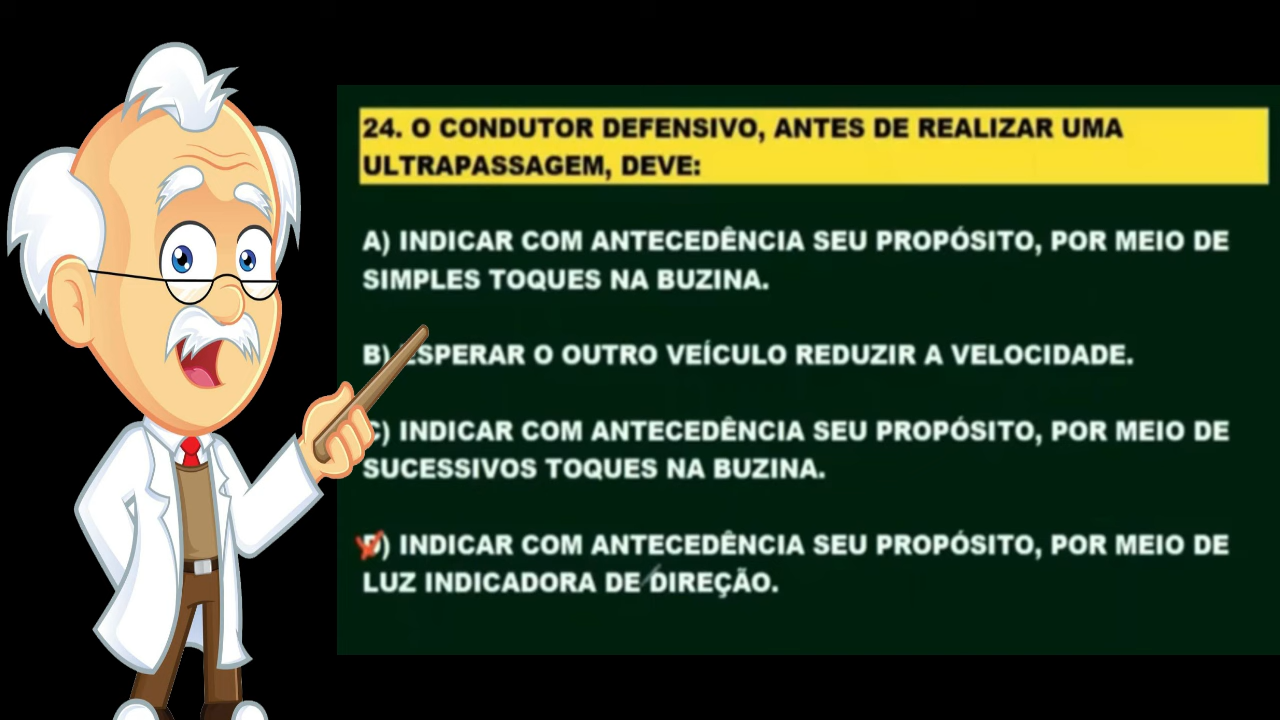 24. O CONDUTOR DEFENSIVO, ANTES DE REALIZAR UMA
ULTRAPASSAGEM, DEVE:
A) INDICAR COM ANTECEDÊNCIA SEU PROPÓSITO, POR MEIO DE
SIMPLES TOQUES NA BUZINA.
B) ESPERAR O OUTRO VEÍCULO REDUZIR A VELOCIDADE.
C) INDICAR COM ANTECEDÊNCIA SEU PROPÓSITO, POR MEIO DE
SUCESSIVOS TOQUES NA BUZINA.
D) INDICAR COM ANTECEDÊNCIA SEU PROPÓSITO, POR MEIO DE
LUZ INDICADORA DE DIREÇÃO.